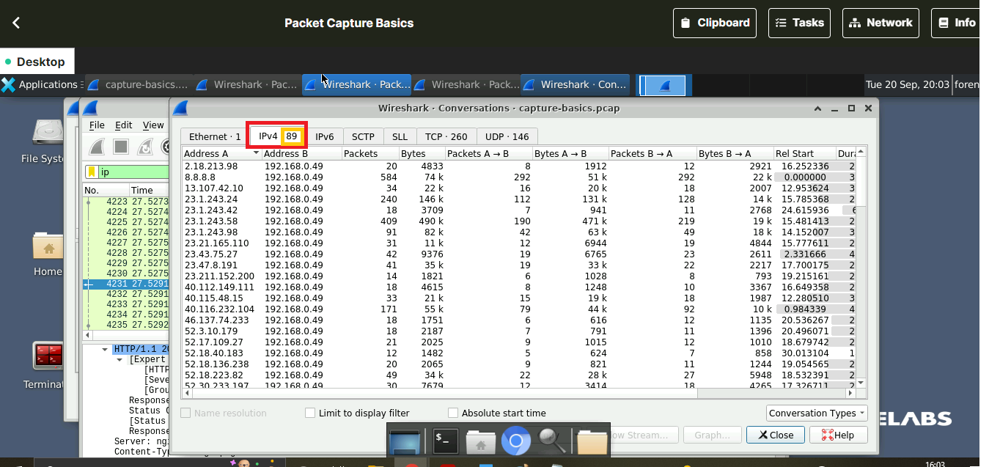 Packet Capture Basics
Clipboard
Tasks
Network
Info
Desktop
Applications
capture-basics....
Wireshark · Pac...
Wireshark · Pack...
Wireshark · Pack...
Wireshark · Con...
Tue 20 Sep, 20:03
foren
Wireshark · Conversations · capture-basics.pcap
File Edit View
Ethernet · 1 IPv4 89 IPv6 SCTP SLL TCP · 260 UDP · 146
Address A Address B Packets Bytes Packets A → B Bytes A → B Packets B → A Bytes B → A Rel Start Dura
2.18.213.98 192.168.0.49 20 4833 8 1912 12 2921 16.252336 2
8.8.8.8 192.168.0.49 584 74 k 292 51 k 292 22 k 0.000000 3
13.107.42.10 192.168.0.49 34 22 k 16 20 k 18 2007 12.953624 3
23.1.243.24 192.168.0.49 240 146 k 112 131 k 128 14 k 15.785368 2
23.1.243.42 192.168.0.49 18 3709 7 941 11 2768 24.615936 6
23.1.243.58 192.168.0.49 409 490 k 190 471 k 219 19 k 15.481413 2
23.1.243.98 192.168.0.49 91 82 k 42 63 k 49 18 k 14.152007 3
23.21.165.110 192.168.0.49 31 11 k 12 6944 19 4844 15.777611 2
23.43.75.27 192.168.0.49 42 9376 19 6765 23 2611 2.331666 4
23.47.8.191 192.168.0.49 41 35 k 19 33 k 22 2217 17.700175 2
23.211.152.200 192.168.0.49 14 1821 6 1028 8 793 19.215161 2
40.112.149.111 192.168.0.49 18 4615 8 1248 10 3367 16.649358 2
40.115.48.15 192.168.0.49 33 21 k 15 19 k 18 1987 12.280510 3
40.116.232.104 192.168.0.49 171 55 k 79 44 k 92 10 k 0.984339 4
46.137.74.233 192.168.0.49 18 1751 6 616 12 1135 20.536267 2
52.3.10.179 192.168.0.49 18 2187 7 791 11 1396 20.496071 2
52.17.109.27 192.168.0.49 21 2025 9 1015 12 1010 18.679742 2
52.18.40.183 192.168.0.49 12 1482 5 624 7 858 30.013104 1
52.18.136.238 192.168.0.49 20 2065 9 821 11 1244 19.054565 2
52.18.223.82 192.168.0.49 49 34 k 22 28 k 27 5948 18.532391 2
52.30.233.197 192.168.0.49 30 7679 12 3414 18 4265 17.326711 2
Name resolution
Limit to display filter
Absolute start time
Conversation Types
ow Stream...
Graph...
Close
Help
File Syst
Home
Termina
ip
No. Time
4223 27.5273
4224 27.5274
4225 27.5274
4226 27.5274
4227 27.5275
4228 27.5275
4229 27.5275
4230 27.5275
4231 27.5291
4232 27.5291
4233 27.5291
4234 27.5291
4235 27.5292
HTTP/1.1 20
[Expert
[HTTP
[Seve
[Grou
Response
Status C
[Status
Response
Server: ngi
Content-Typ
ELABS
16:03